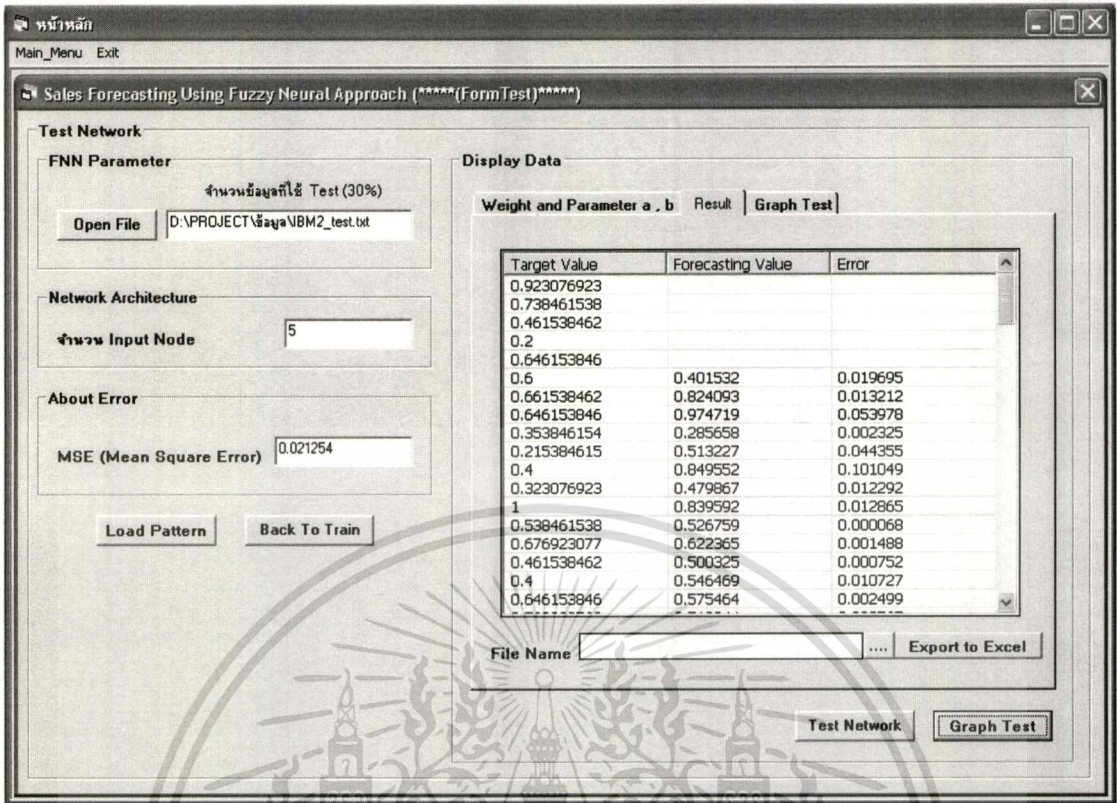 หน้าหลัก
Main_Menu Exit
Sales Forecasting Using Fuzzy Neural Approach (*****(FormTest)*****)
Test Network
FNN Parameter
จำนวนข้อมูลที่ใช้ Test (30%)
Open File D:\PROJECT\ข้อมูล\IBM2_test.txt
Network Architecture
จำนวน Input Node 5
About Error
MSE (Mean Square Error) 0.021254
Load Pattern Back To Train
Display Data
Weight and Parameter a , b Result Graph Test
Target Value Forecasting Value Error
0.923076923
0.738461538
0.461538462
0.2
0.646153846
0.6 0.401532 0.019695
0.661538462 0.824093 0.013212
0.646153846 0.974719 0.053978
0.353846154 0.285658 0.002325
0.215384615 0.513227 0.044355
0.4 0.849552 0.101049
0.323076923 0.479867 0.012292
1 0.839592 0.012865
0.538461538 0.526759 0.000068
0.676923077 0.622365 0.001488
0.461538462 0.500325 0.000752
0.4 0.546469 0.010727
0.646153846 0.575464 0.002499
File Name .... Export to Excel
Test Network Graph Test